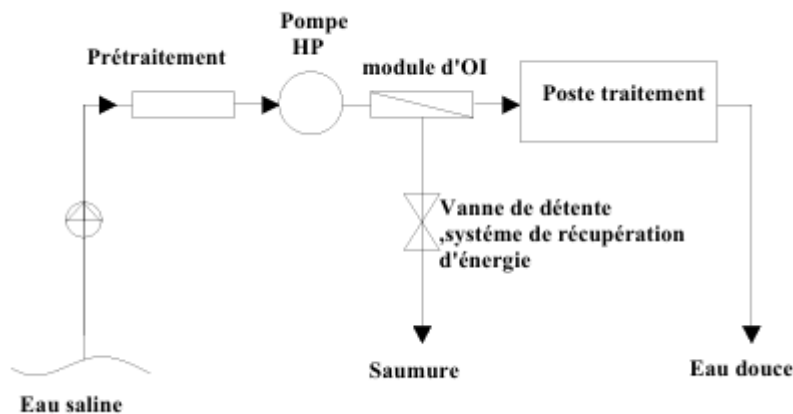 Pompe
HP
Prétraitement
module d'OI
Poste traitement
Vanne de détente
,systéme de récupération
d'énergie
Saumure
Eau douce
Eau saline